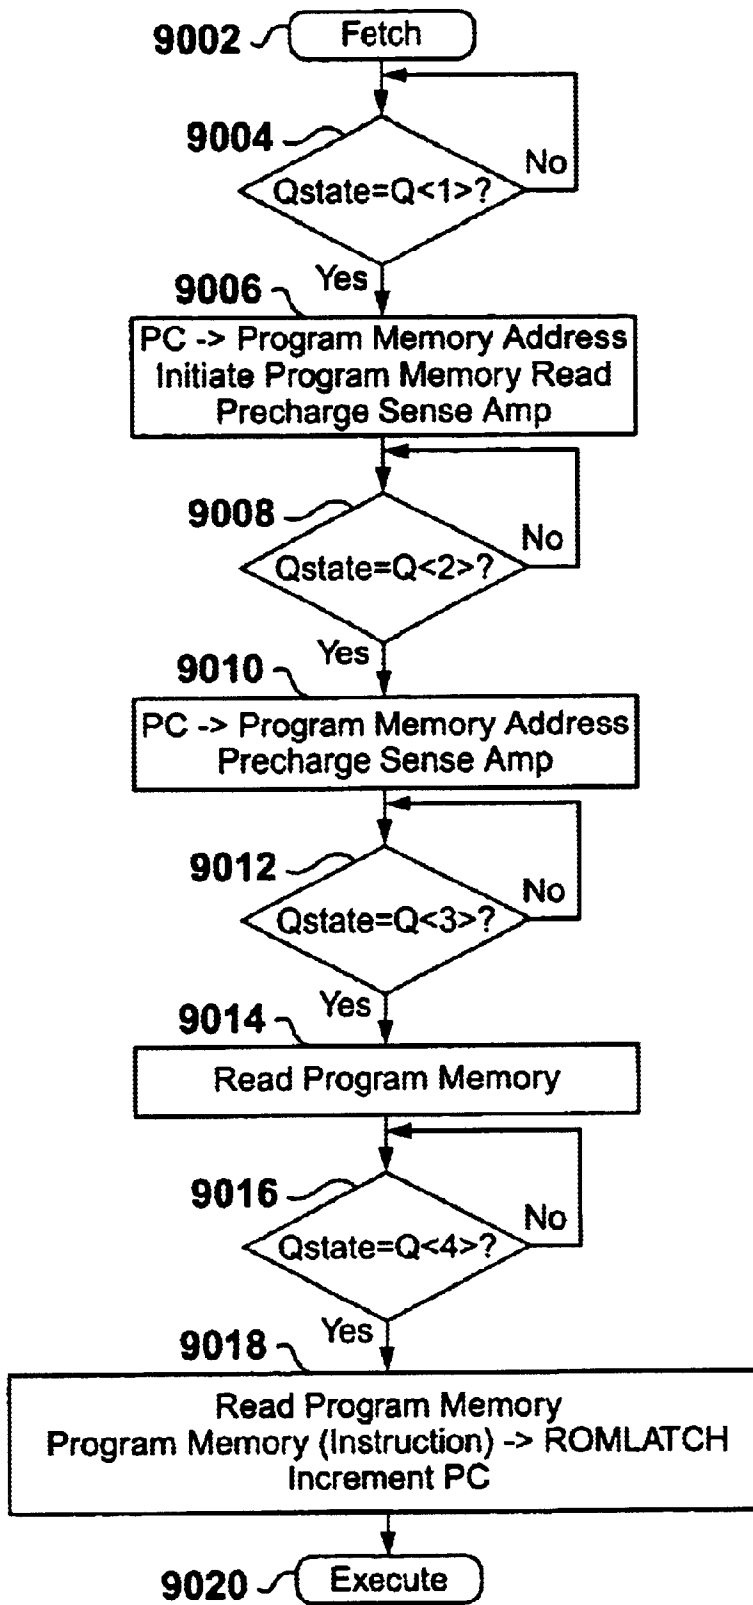 9002
Fetch
9004
Qstate=Q<1>?
No
Yes
9006
PC -> Program Memory Address
Initiate Program Memory Read
Precharge Sense Amp
9008
Qstate=Q<2>?
No
Yes
9010
PC -> Program Memory Address
Precharge Sense Amp
9012
Qstate=Q<3>?
No
Yes
9014
Read Program Memory
9016
Qstate=Q<4>?
No
Yes
9018
Read Program Memory
Program Memory (Instruction) -> ROMLATCH
Increment PC
9020
Execute